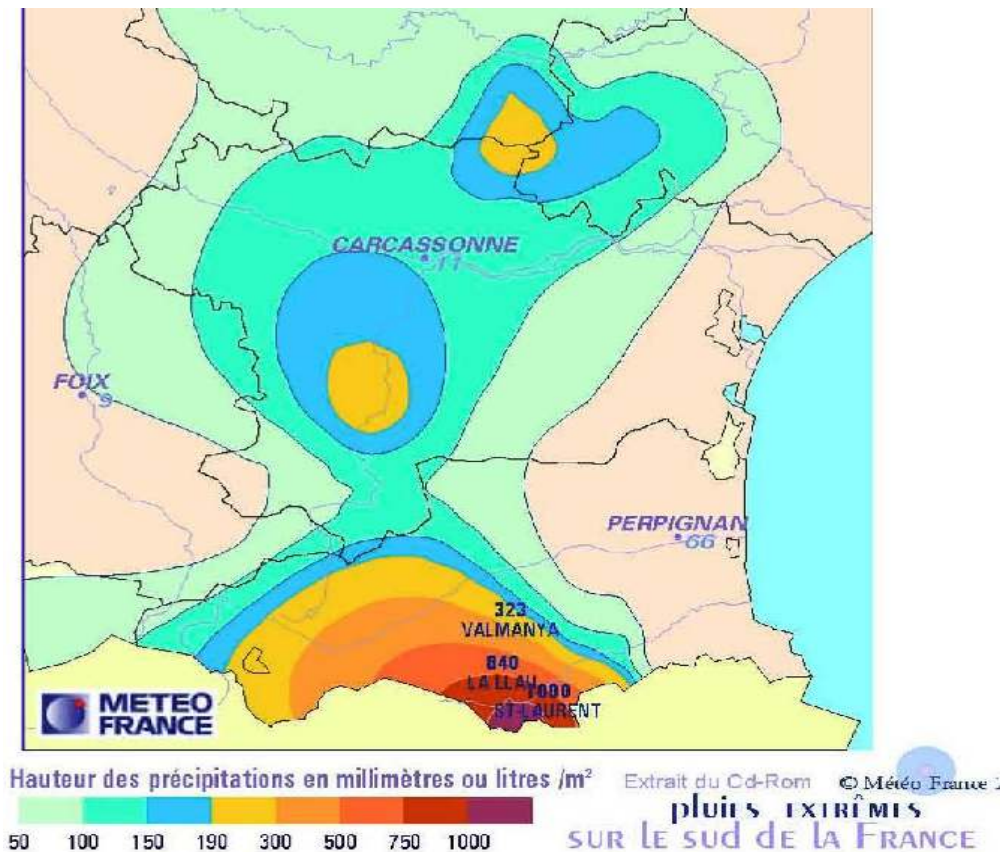 CARCASSONNE
11
FOIX
9
PERPIGNAN
66
323
VALMANYA
840
LA LLAU
1000
ST-LAURENT
METEO
FRANCE
Hauteur des précipitations en millimètres ou litres /m²
50 100 150 190 300 500 750 1000
Extrait du Cd-Rom © Météo France
pluies EXTRÊMES
SUR LE SUD DE LA FRANCE